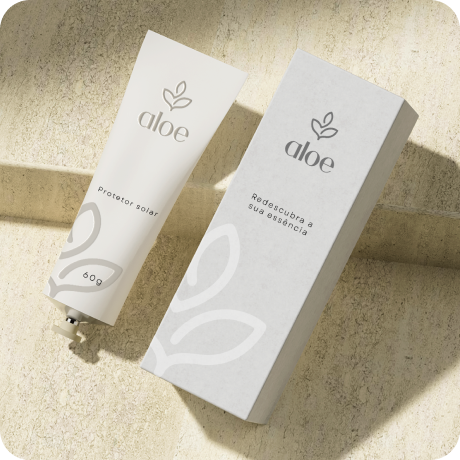 aloe
Protetor solar
60g
aloe
Redescubra a
sua essência